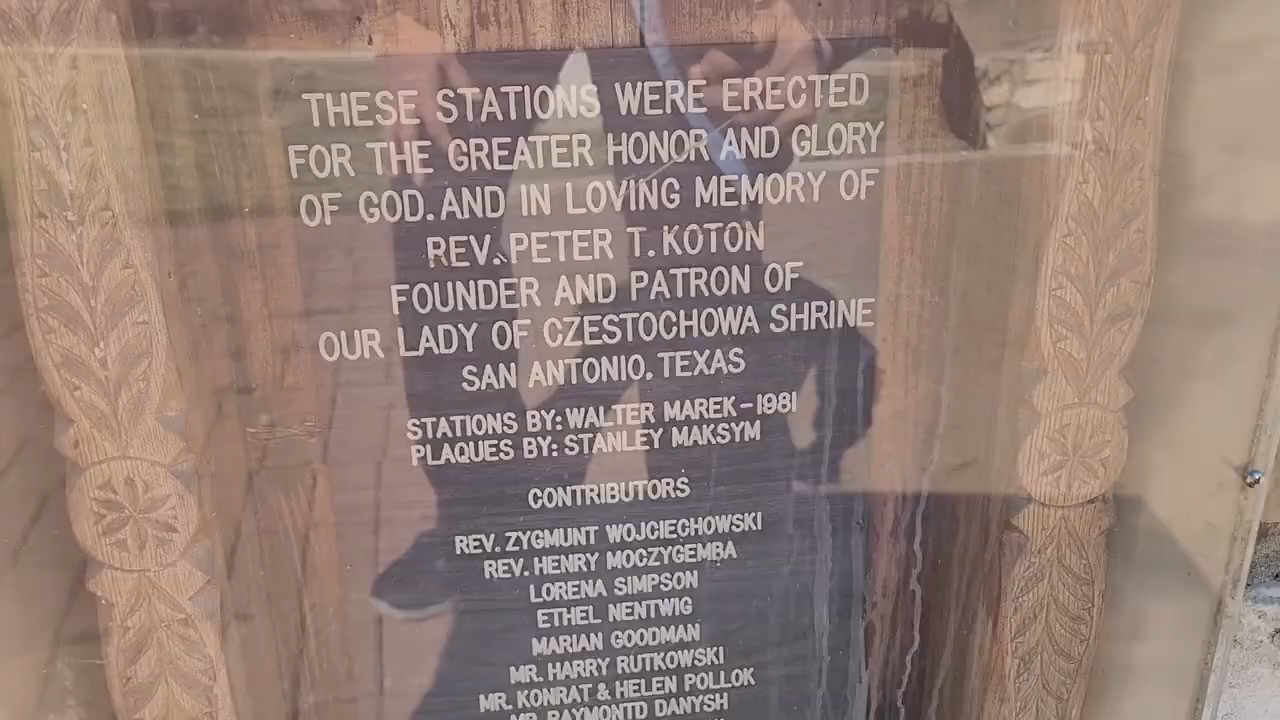 THESE STATIONS WERE ERECTED
FOR THE GREATER HONOR AND GLORY
OF GOD. AND IN LOVING MEMORY OF
REV. PETER T. KOTON
FOUNDER AND PATRON OF
OUR LADY OF CZESTOCHOWA SHRINE
SAN ANTONIO, TEXAS
STATIONS BY: WALTER MAREK - 1981
PLAQUES BY: STANLEY MAKSYM
CONTRIBUTORS
REV. ZYGMUNT WOJCIECHOWSKI
REV. HENRY MOCZYGEMBA
LORENA SIMPSON
ETHEL NENTWIG
MARIAN GOODMAN
MR. HARRY RUTKOWSKI
MR. KONRAT & HELEN POLLOK
MR. RAYMONTD DANYSH